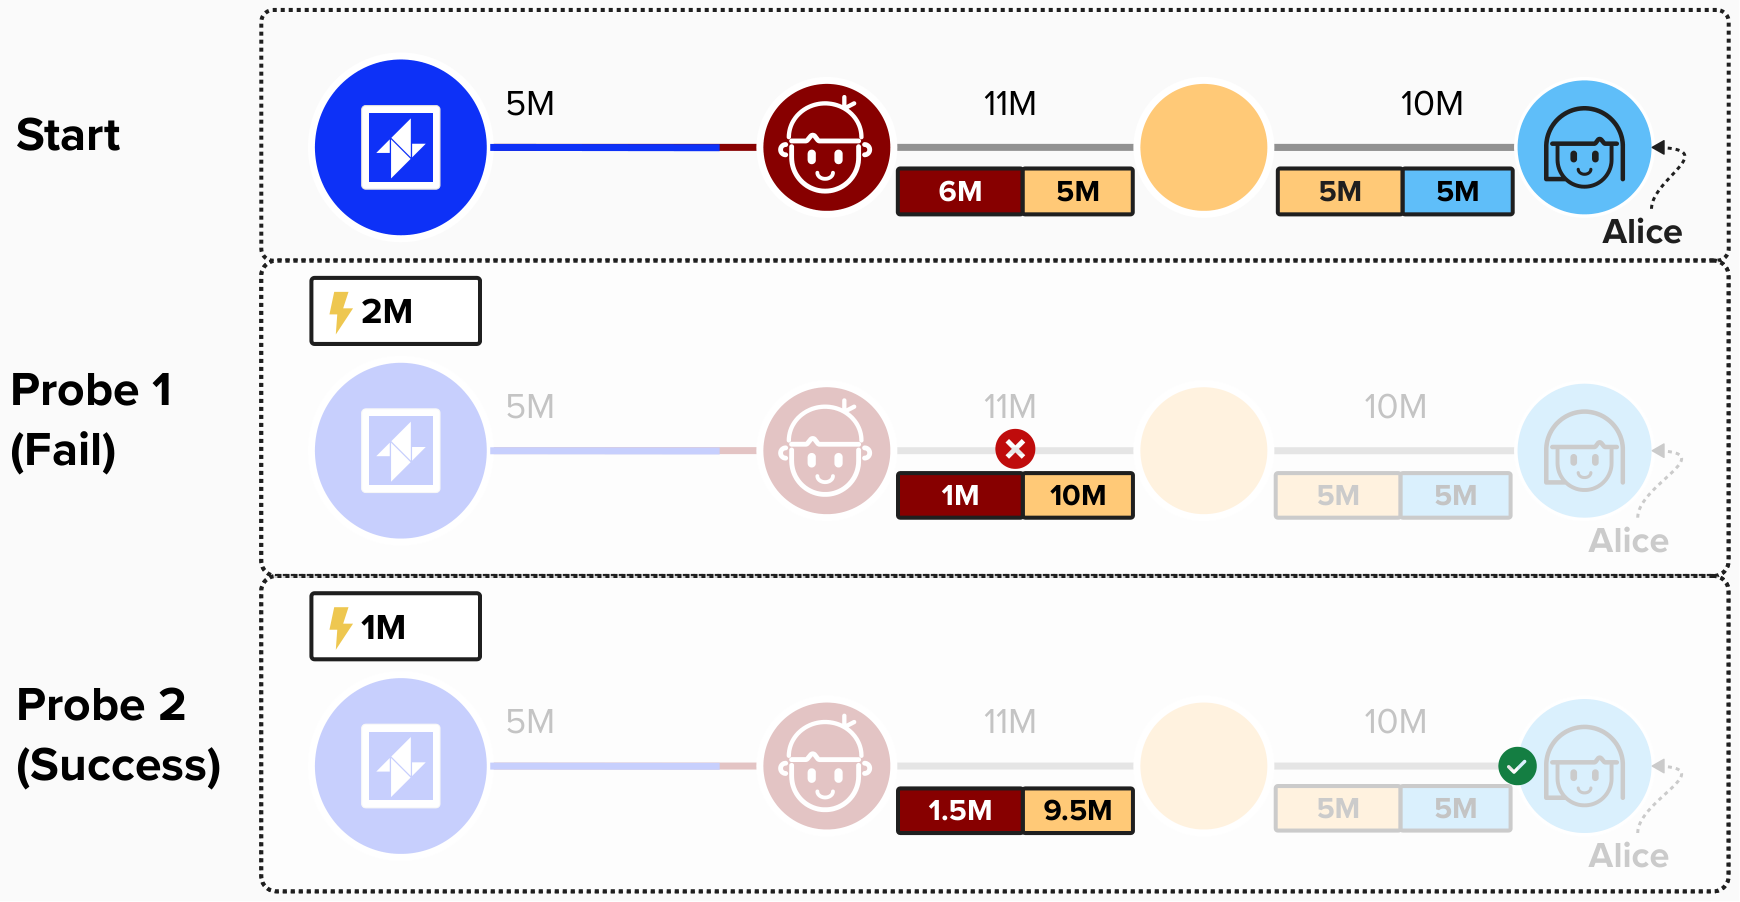 Start
5M
11M
10M
6M
5M
5M
5M
Alice
2M
Probe 1
(Fail)
5M
11M
10M
1M
10M
5M
5M
Alice
1M
Probe 2
(Success)
5M
11M
10M
1.5M
9.5M
5M
5M
Alice